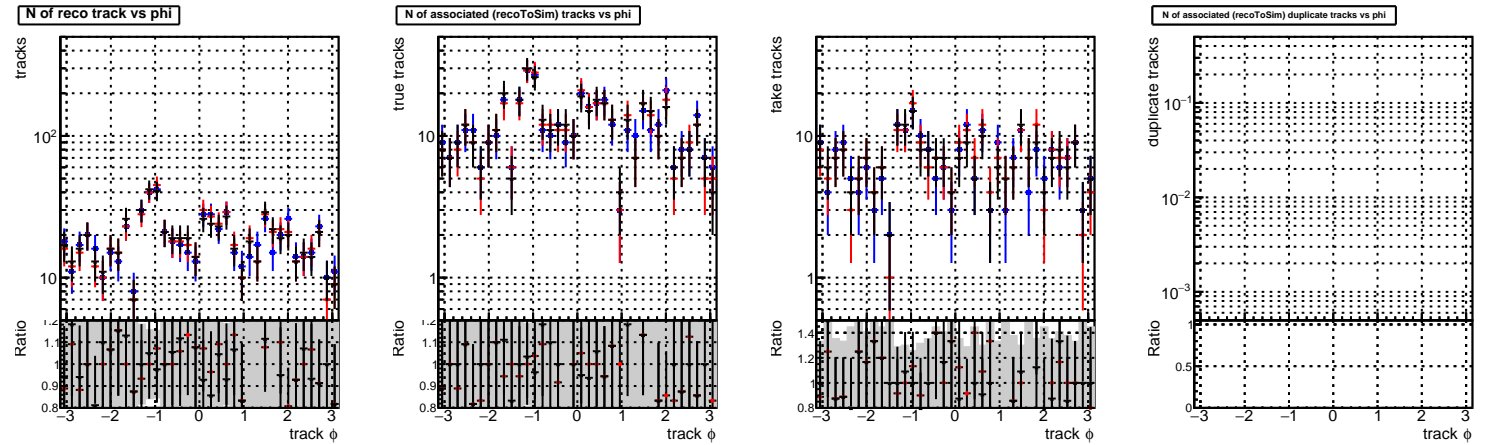 N of reco track vs phi
tracks
10²
10
Ratio
1.2
1.1
1
0.9
0.8
−3 −2 −1 0 1 2 3
track ϕ
N of associated (recoToSim) tracks vs phi
true tracks
10
1
Ratio
1.2
1.1
1
0.9
0.8
−3 −2 −1 0 1 2 3
track ϕ
fake tracks
10
1
Ratio
1.4
1.2
1
0.8
−3 −2 −1 0 1 2 3
track ϕ
N of associated (recoToSim) duplicate tracks vs phi
duplicate tracks
10⁻¹
10⁻²
10⁻³
Ratio
1
0.5
0
−3 −2 −1 0 1 2 3
track ϕ